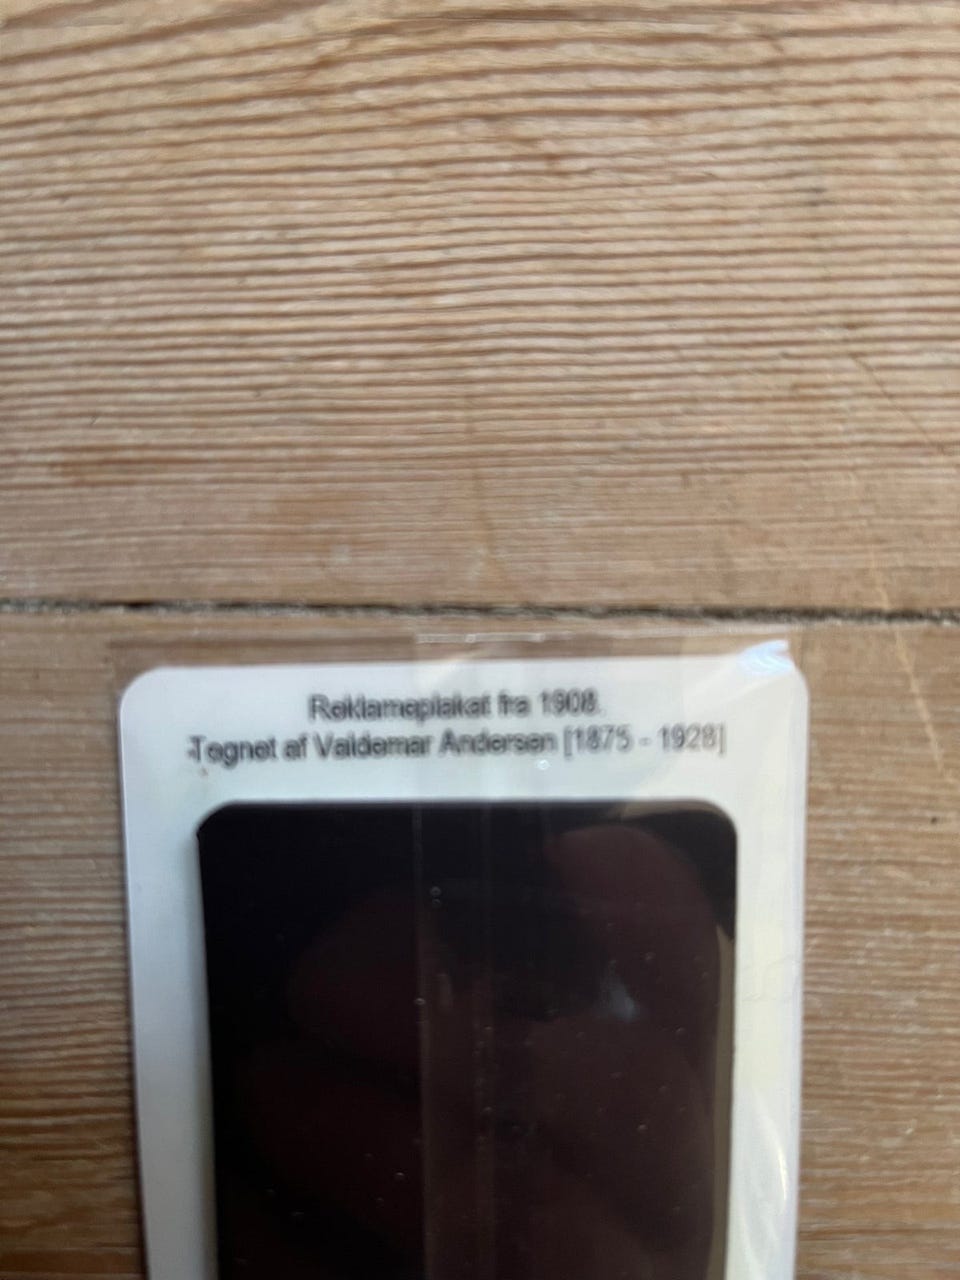 Reklameplakat fra 1908.
Tegnet af Valdemar Andersen [1875 - 1928]